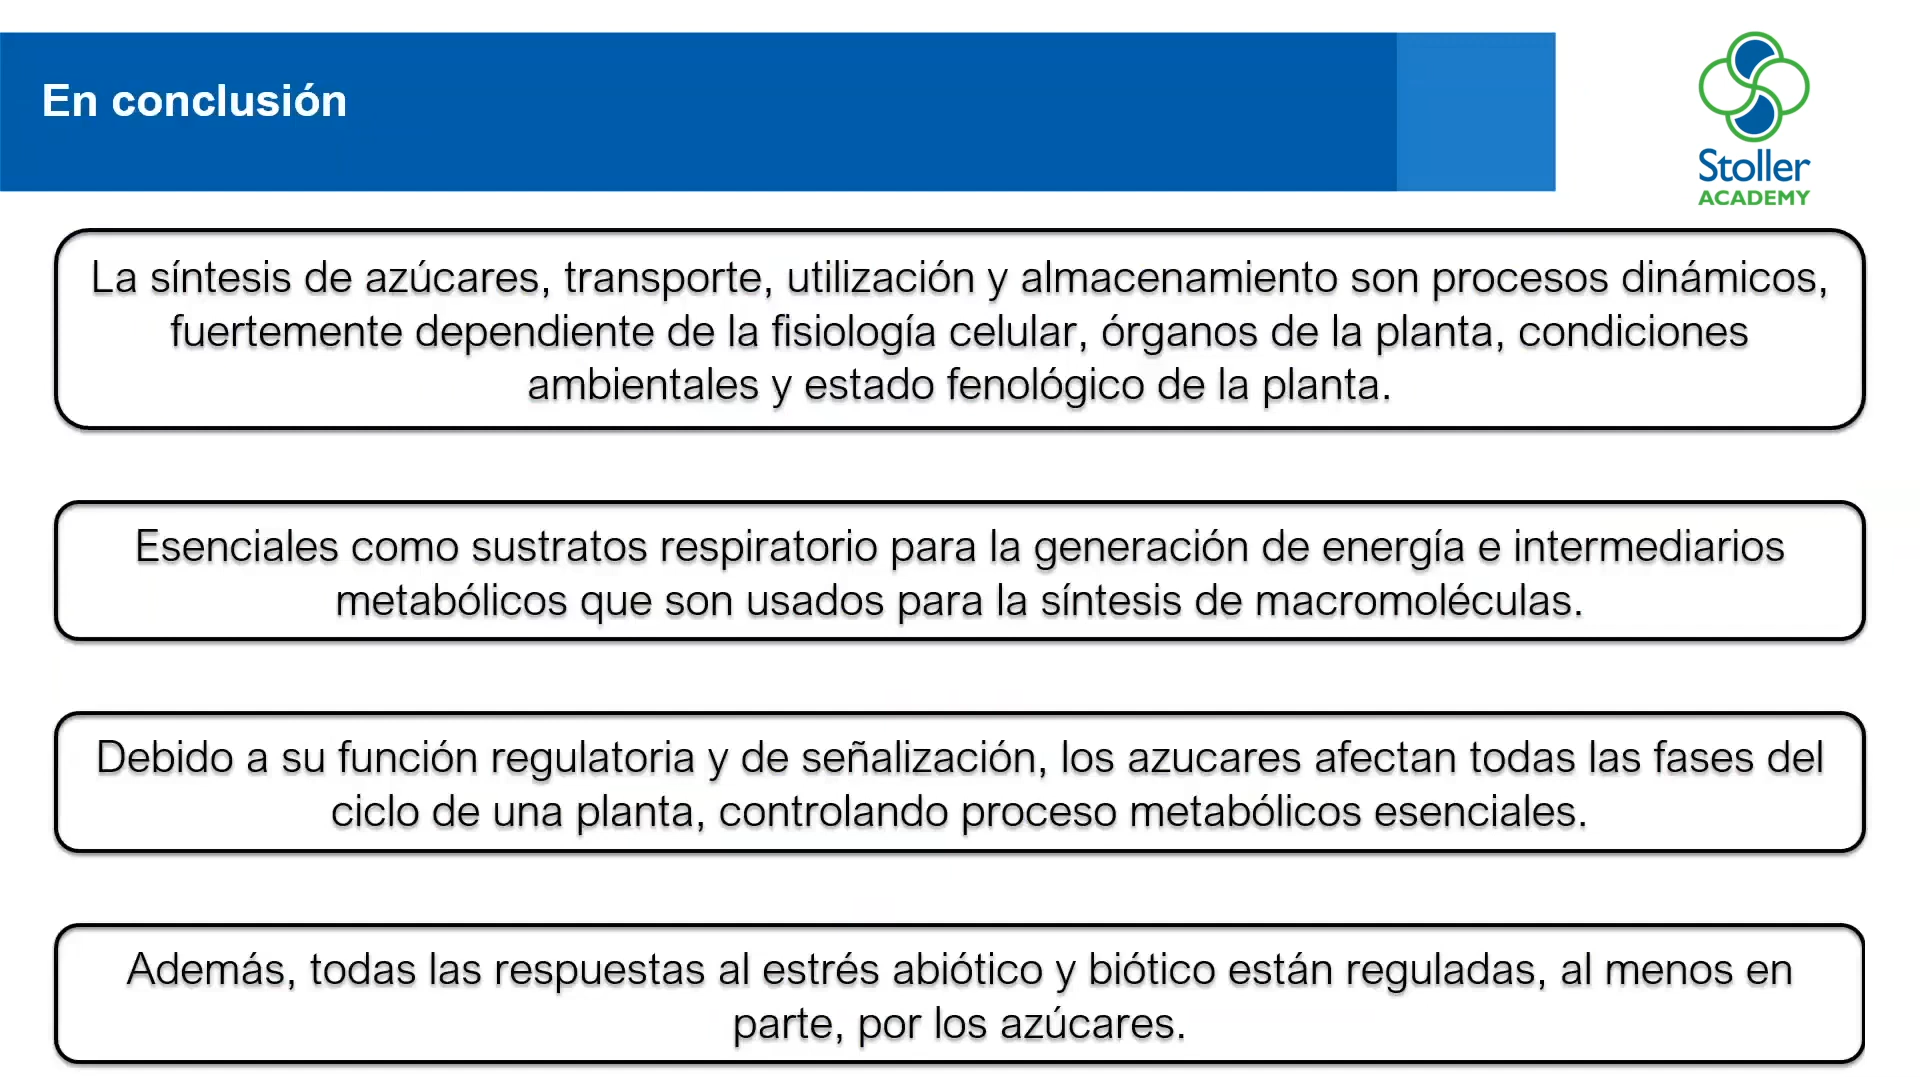 En conclusión
Stoller
ACADEMY
La síntesis de azúcares, transporte, utilización y almacenamiento son procesos dinámicos,
fuertemente dependiente de la fisiología celular, órganos de la planta, condiciones
ambientales y estado fenológico de la planta.
Esenciales como sustratos respiratorio para la generación de energía e intermediarios
metabólicos que son usados para la síntesis de macromoléculas.
Debido a su función regulatoria y de señalización, los azucares afectan todas las fases del
ciclo de una planta, controlando proceso metabólicos esenciales.
Además, todas las respuestas al estrés abiótico y biótico están reguladas, al menos en
parte, por los azúcares.